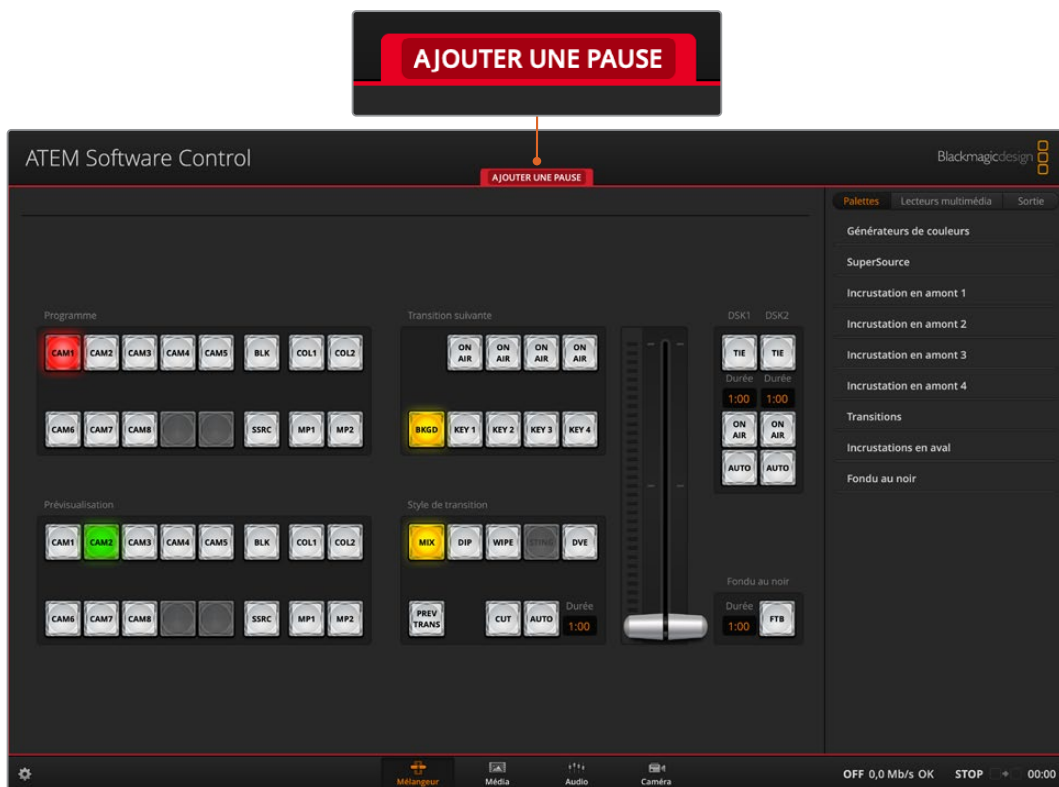 AJOUTER UNE PAUSE
ATEM Software Control
Blackmagicdesign
AJOUTER UNE PAUSE
Palettes Lecteurs multimédia Sortie
Générateurs de couleurs
SuperSource
Incrustation en amont 1
Incrustation en amont 2
Incrustation en amont 3
Incrustation en amont 4
Transitions
Incrustations en aval
Fondu au noir
Programme
CAM1 CAM2 CAM3 CAM4 CAM5 BLK COL1 COL2
CAM6 CAM7 CAM8 SSRC MP1 MP2
Transition suivante
ON AIR ON AIR ON AIR ON AIR
BKGD KEY 1 KEY 2 KEY 3 KEY 4
DSK1 DSK2
TIE TIE
Durée Durée
1:00 1:00
ON AIR ON AIR
AUTO AUTO
Prévisualisation
CAM1 CAM2 CAM3 CAM4 CAM5 BLK COL1 COL2
CAM6 CAM7 CAM8 SSRC MP1 MP2
Style de transition
MIX DIP WIPE STING DVE
PREV TRANS CUT AUTO
Durée
1:00
Fondu au noir
Durée
1:00 FTB
Mélangeur Média Audio Caméra
OFF 0,0 Mb/s OK STOP 00:00